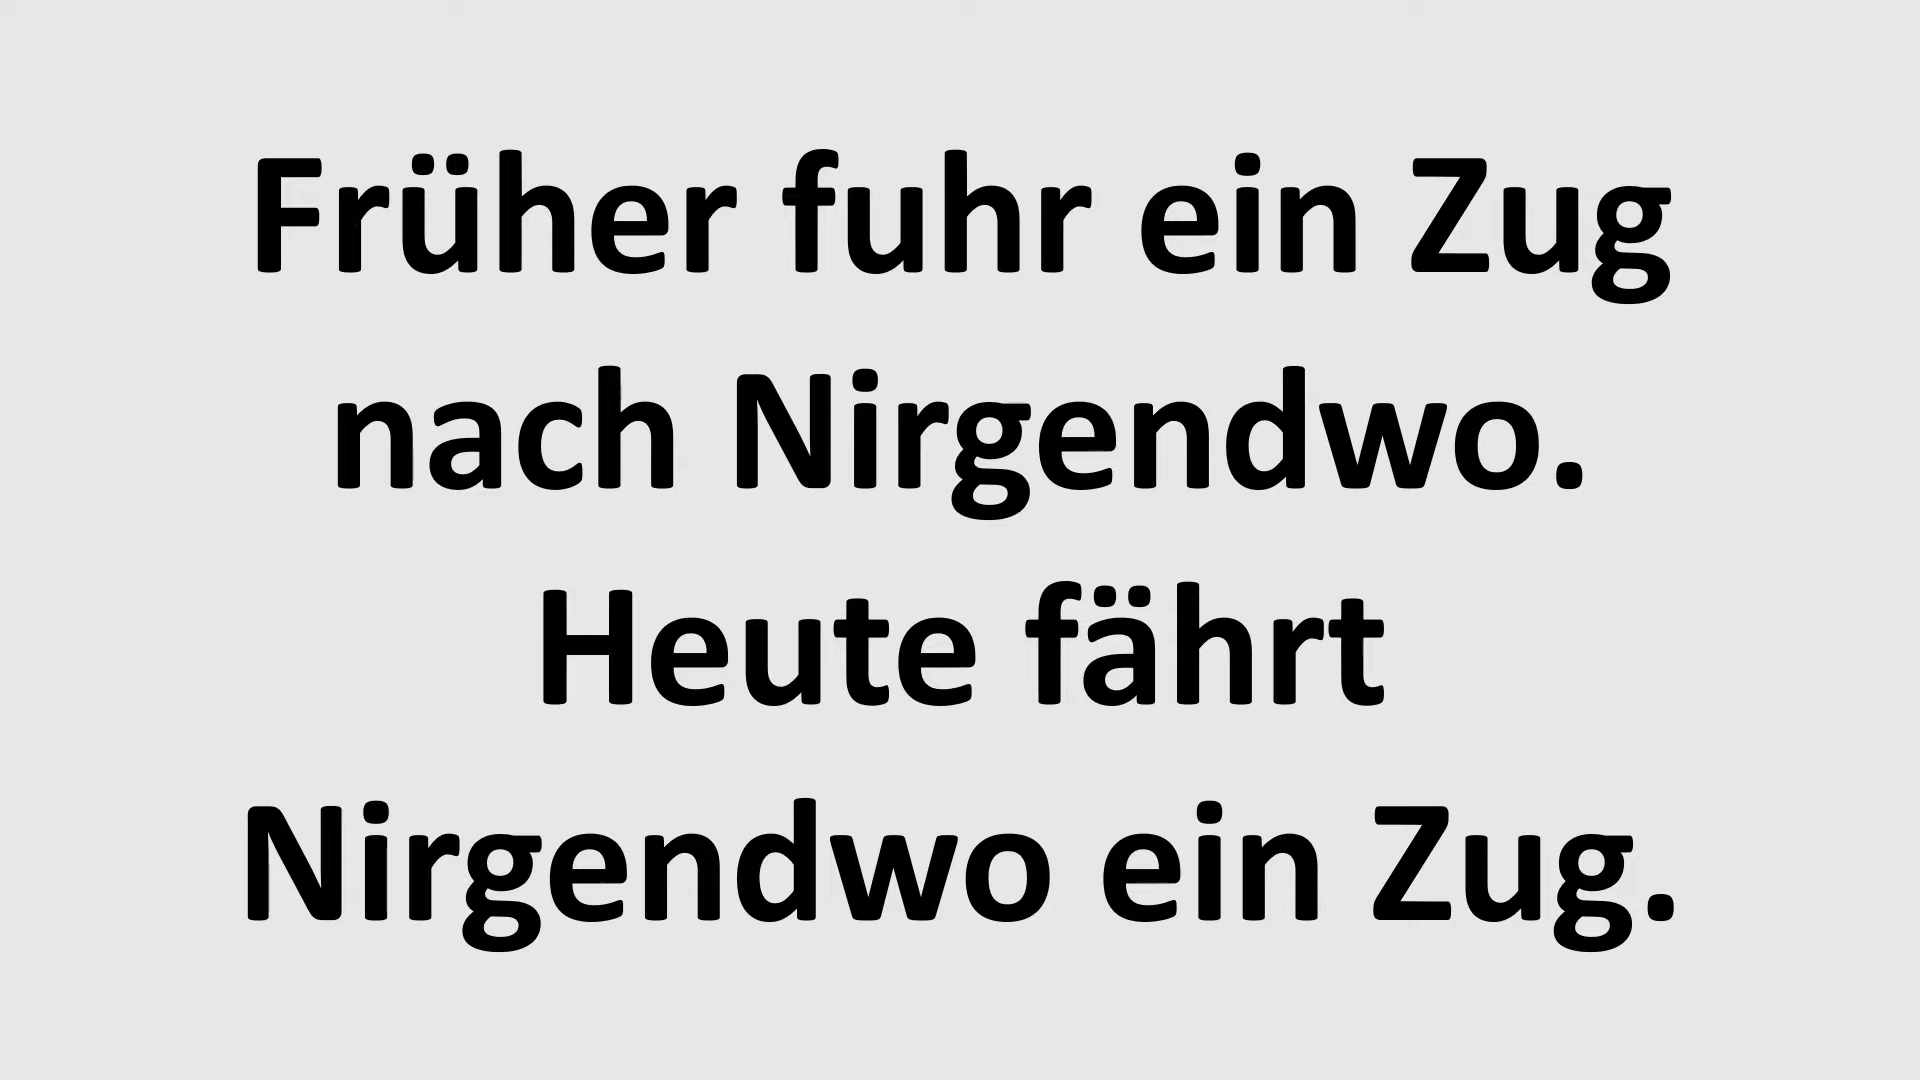 Früher fuhr ein Zug
nach Nirgendwo.
Heute fährt
Nirgendwo ein Zug.